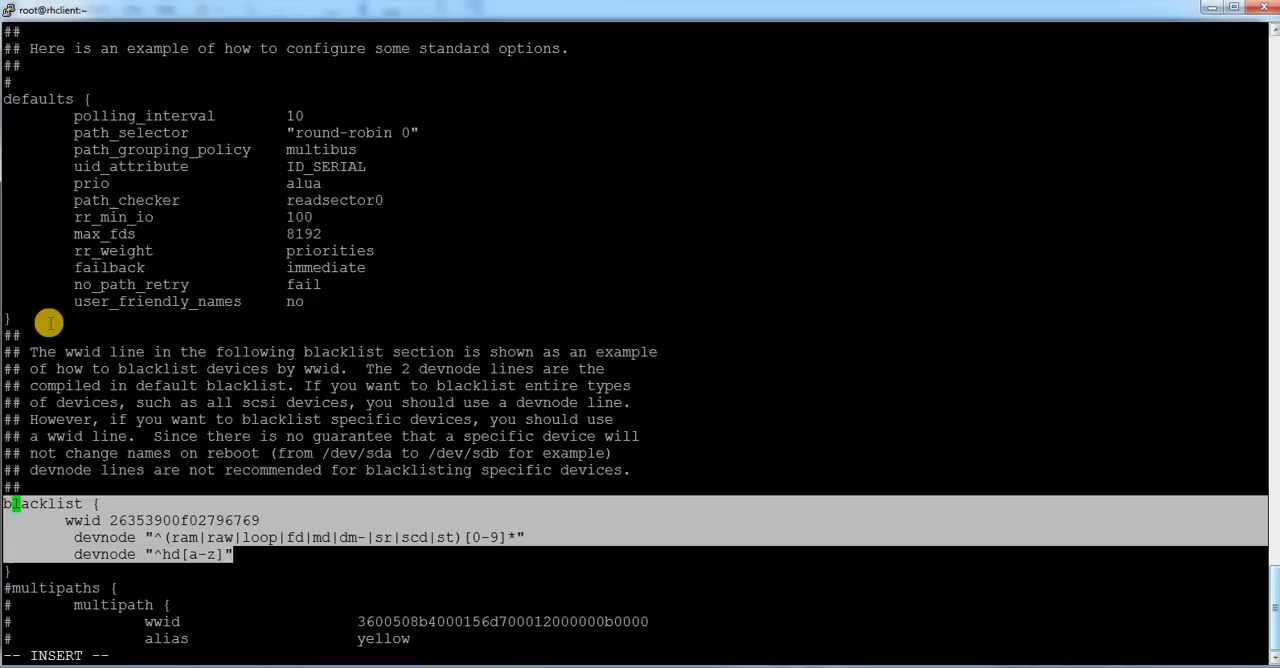 root@rhclient:~
##
## Here is an example of how to configure some standard options.
##
#
defaults {
        polling_interval        10
        path_selector           "round-robin 0"
        path_grouping_policy    multibus
        uid_attribute           ID_SERIAL
        prio                    alua
        path_checker            readsector0
        rr_min_io               100
        max_fds                 8192
        rr_weight               priorities
        failback                immediate
        no_path_retry           fail
        user_friendly_names     no
}
##
## The wwid line in the following blacklist section is shown as an example
## of how to blacklist devices by wwid.  The 2 devnode lines are the
## compiled in default blacklist. If you want to blacklist entire types
## of devices, such as all scsi devices, you should use a devnode line.
## However, if you want to blacklist specific devices, you should use
## a wwid line.  Since there is no guarantee that a specific device will
## not change names on reboot (from /dev/sda to /dev/sdb for example)
## devnode lines are not recommended for blacklisting specific devices.
##
blacklist {
       wwid 26353900f02796769
        devnode "^(ram|raw|loop|fd|md|dm-|sr|scd|st)[0-9]*"
        devnode "^hd[a-z]"
}
#multipaths {
#       multipath {
#               wwid                    3600508b4000156d700012000000b0000
#               alias                   yellow
-- INSERT --